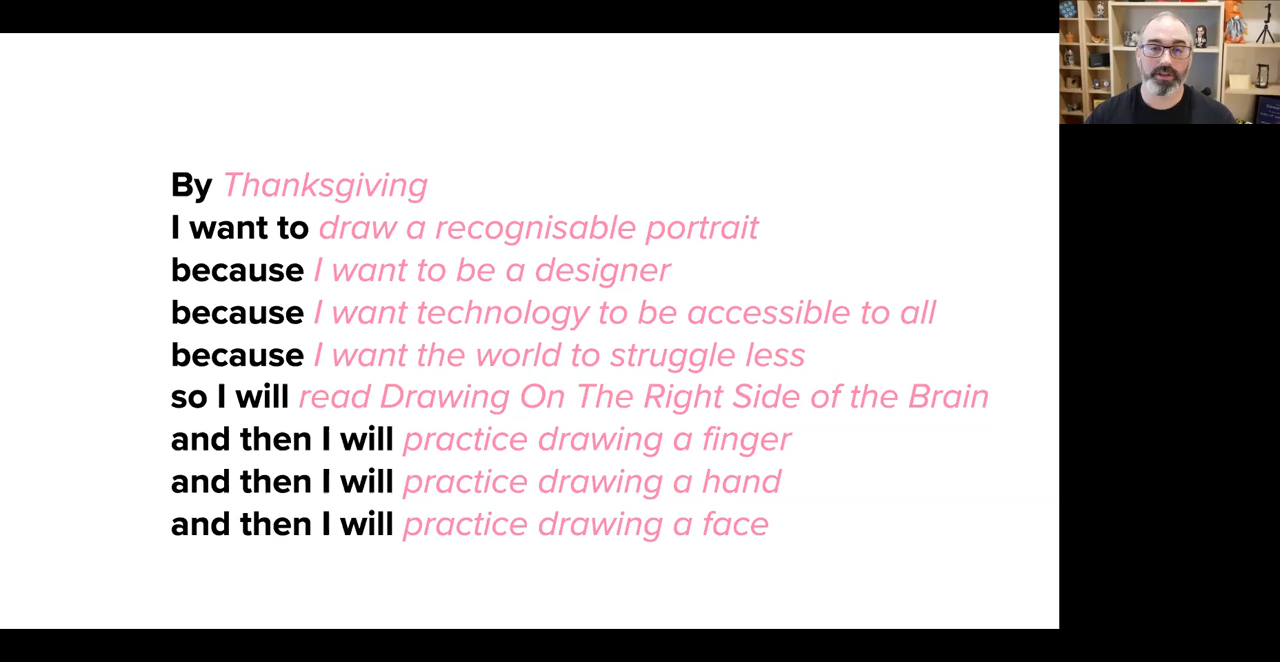 By Thanksgiving
I want to draw a recognisable portrait
because I want to be a designer
because I want technology to be accessible to all
because I want the world to struggle less
so I will read Drawing On The Right Side of the Brain
and then I will practice drawing a finger
and then I will practice drawing a hand
and then I will practice drawing a face